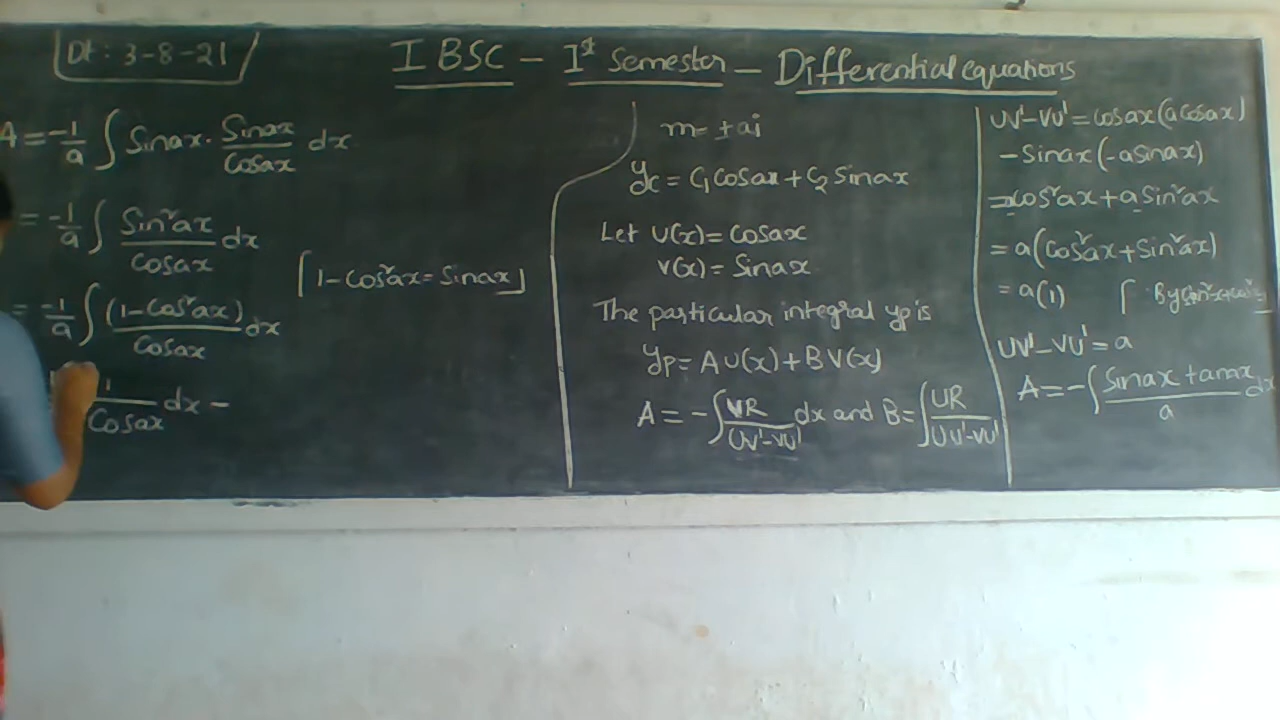 Dt : 3-8-21
I BSC - Ist Semester - Differential equations
A = -1/a ∫ Sinax . Sinax/Cosax dx
= -1/a ∫ Sin²ax/Cosax dx
[1-Cos²ax = Sinax]
= -1/a ∫ (1-Cos²ax)/Cosax dx
1/Cosax dx -
m = ± ai
yc = C1 Cosax + C2 Sinax
Let U(x) = Cosax
V(x) = Sinax
The particular integral yp is
yp = A U(x) + B V(x)
A = -∫ VR/(UV'-VU') dx and B = ∫ UR/(UV'-VU')
UV'-VU' = Cosax (a Cosax)
- Sinax (-a Sinax)
= cos²ax + a Sin²ax
= a (Cos²ax + Sin²ax)
= a(1) [ By
UV'-VU' = a
A = -∫ Sinax tanax/a dx